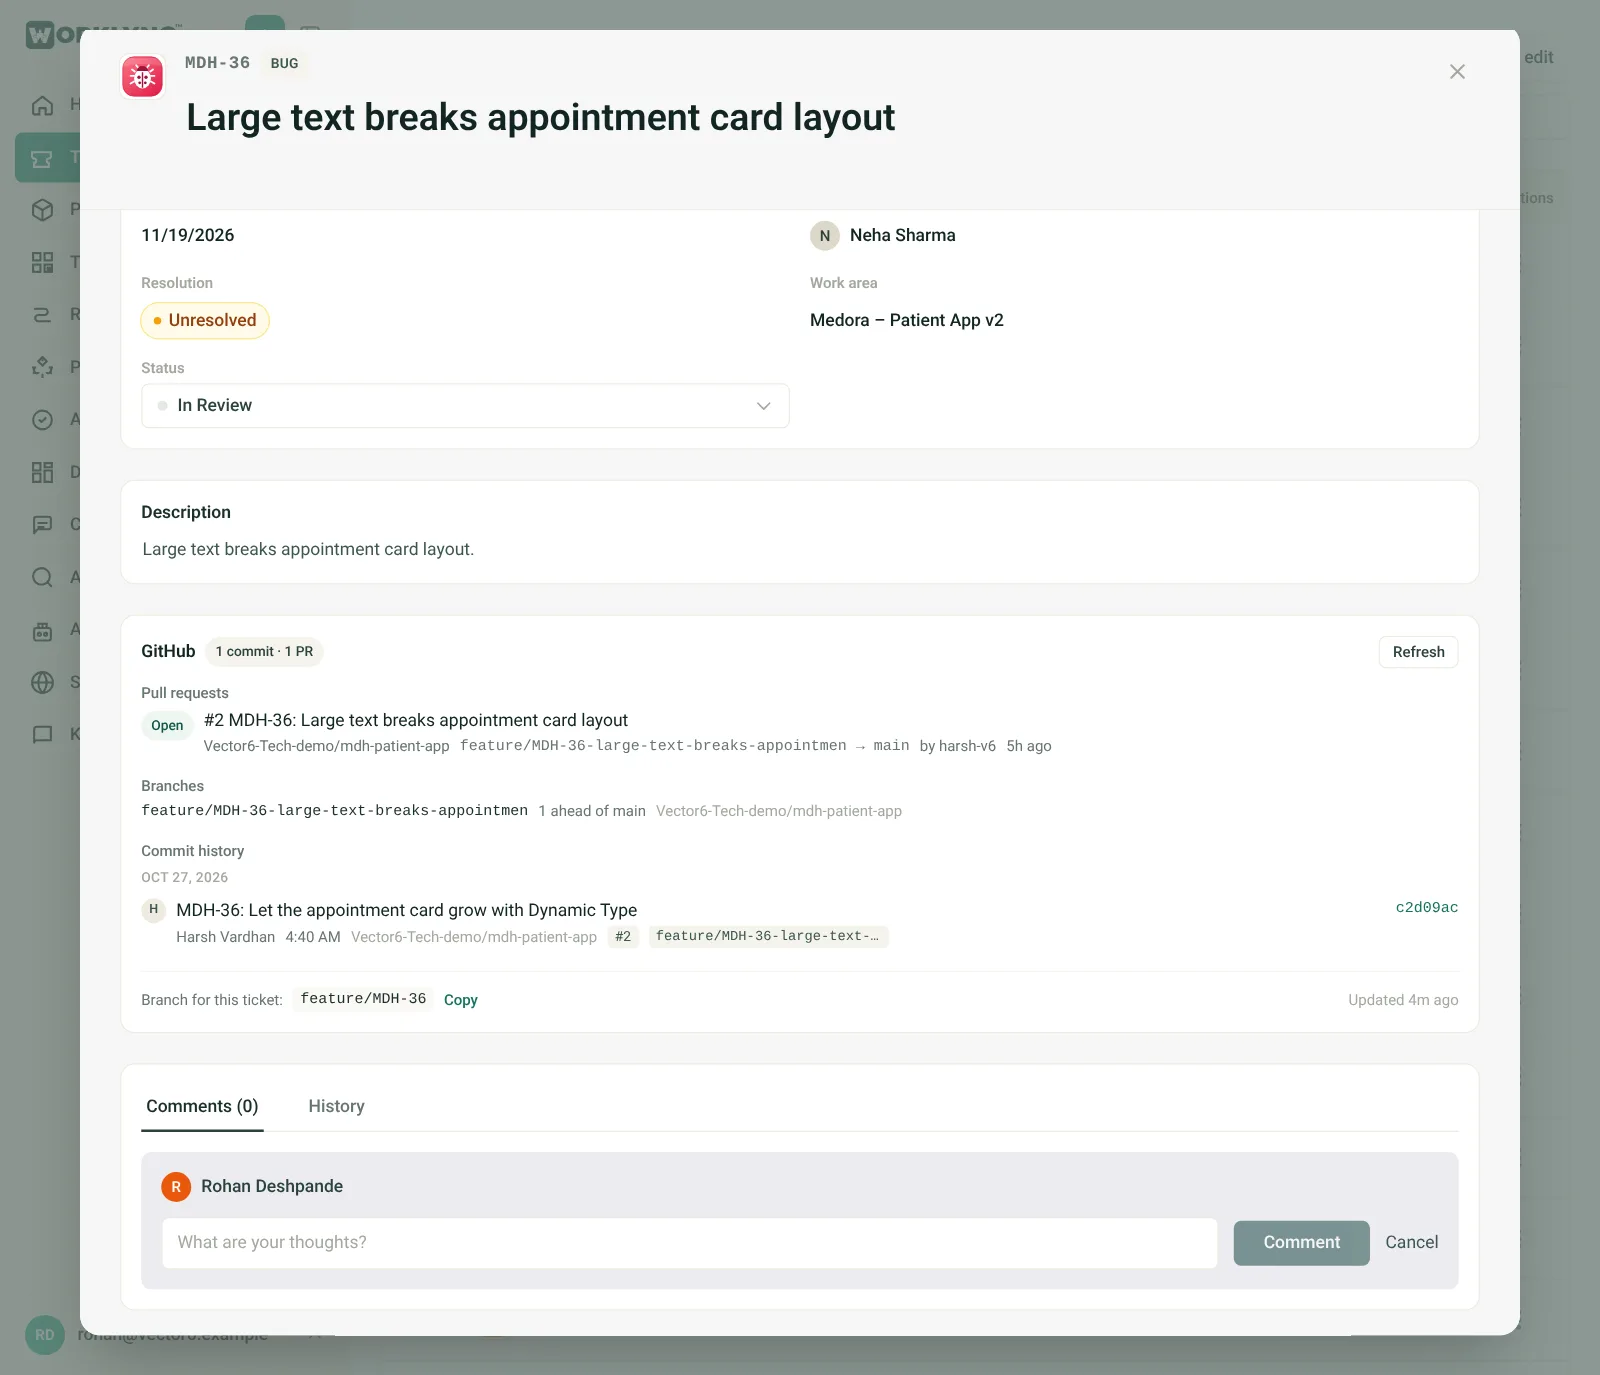 MDH-36 BUG
Large text breaks appointment card layout
edit
tions
11/19/2026
N Neha Sharma
Resolution
Work area
Unresolved
Medora – Patient App v2
Status
In Review
Description
Large text breaks appointment card layout.
GitHub 1 commit · 1 PR
Refresh
Pull requests
Open #2 MDH-36: Large text breaks appointment card layout
Vector6-Tech-demo/mdh-patient-app feature/MDH-36-large-text-breaks-appointmen → main by harsh-v6 5h ago
Branches
feature/MDH-36-large-text-breaks-appointmen 1 ahead of main Vector6-Tech-demo/mdh-patient-app
Commit history
OCT 27, 2026
H MDH-36: Let the appointment card grow with Dynamic Type c2d09ac
Harsh Vardhan 4:40 AM Vector6-Tech-demo/mdh-patient-app #2 feature/MDH-36-large-text-…
Branch for this ticket: feature/MDH-36 Copy
Updated 4m ago
Comments (0) History
R Rohan Deshpande
What are your thoughts?
Comment Cancel
RD